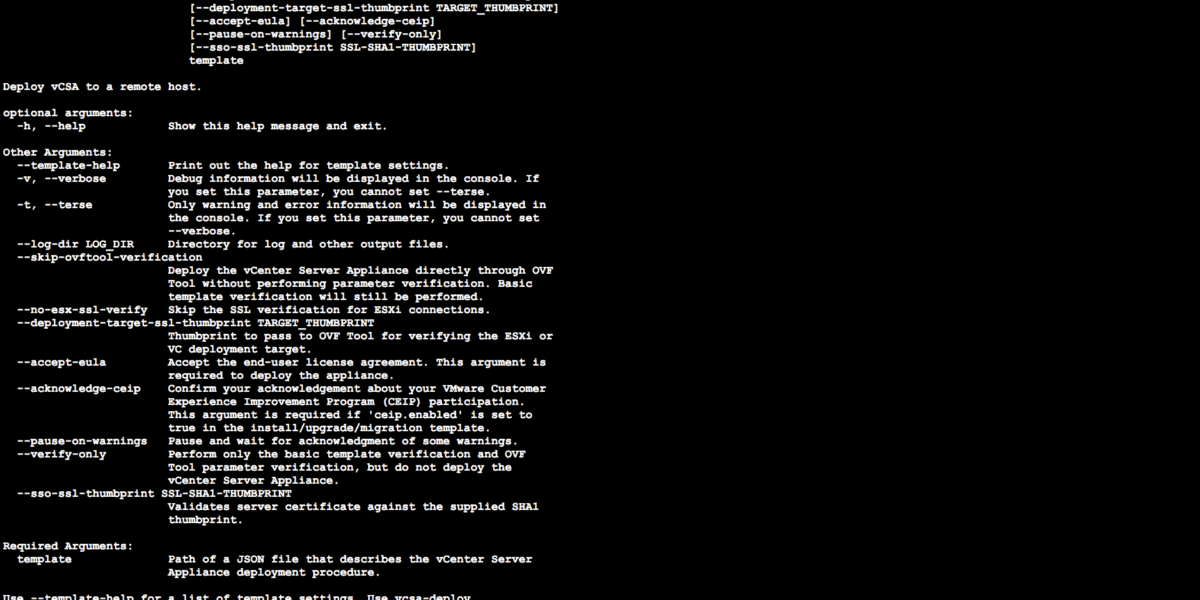 [--deployment-target-ssl-thumbprint TARGET_THUMBPRINT]
[--accept-eula] [--acknowledge-ceip]
[--pause-on-warnings] [--verify-only]
[--sso-ssl-thumbprint SSL-SHA1-THUMBPRINT]
template
Deploy vCSA to a remote host.
optional arguments:
-h, --help Show this help message and exit.
Other Arguments:
--template-help Print out the help for template settings.
-v, --verbose Debug information will be displayed in the console. If
you set this parameter, you cannot set --terse.
-t, --terse Only warning and error information will be displayed in
the console. If you set this parameter, you cannot set
--verbose.
--log-dir LOG_DIR Directory for log and other output files.
--skip-ovftool-verification
Deploy the vCenter Server Appliance directly through OVF
Tool without performing parameter verification. Basic
template verification will still be performed.
--no-esx-ssl-verify Skip the SSL verification for ESXi connections.
--deployment-target-ssl-thumbprint TARGET_THUMBPRINT
Thumbprint to pass to OVF Tool for verifying the ESXi or
VC deployment target.
--accept-eula Accept the end-user license agreement. This argument is
required to deploy the appliance.
--acknowledge-ceip Confirm your acknowledgement about your VMware Customer
Experience Improvement Program (CEIP) participation.
This argument is required if 'ceip.enabled' is set to
true in the install/upgrade/migration template.
--pause-on-warnings Pause and wait for acknowledgment of some warnings.
--verify-only Perform only the basic template verification and OVF
Tool parameter verification, but do not deploy the
vCenter Server Appliance.
--sso-ssl-thumbprint SSL-SHA1-THUMBPRINT
Validates server certificate against the supplied SHA1
thumbprint.
Required Arguments:
template Path of a JSON file that describes the vCenter Server
Appliance deployment procedure.
Use --template-help for a list of template settings. Use vcsa-deploy